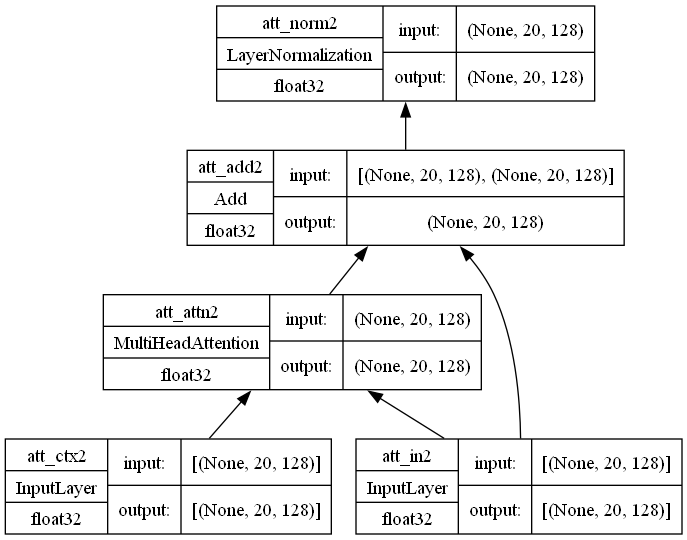 att_norm2
LayerNormalization
float32
input:
(None, 20, 128)
output:
(None, 20, 128)
att_add2
Add
float32
input:
[(None, 20, 128), (None, 20, 128)]
output:
(None, 20, 128)
att_attn2
MultiHeadAttention
float32
input:
(None, 20, 128)
output:
(None, 20, 128)
att_ctx2
InputLayer
float32
input:
[(None, 20, 128)]
output:
[(None, 20, 128)]
att_in2
InputLayer
float32
input:
[(None, 20, 128)]
output:
[(None, 20, 128)]